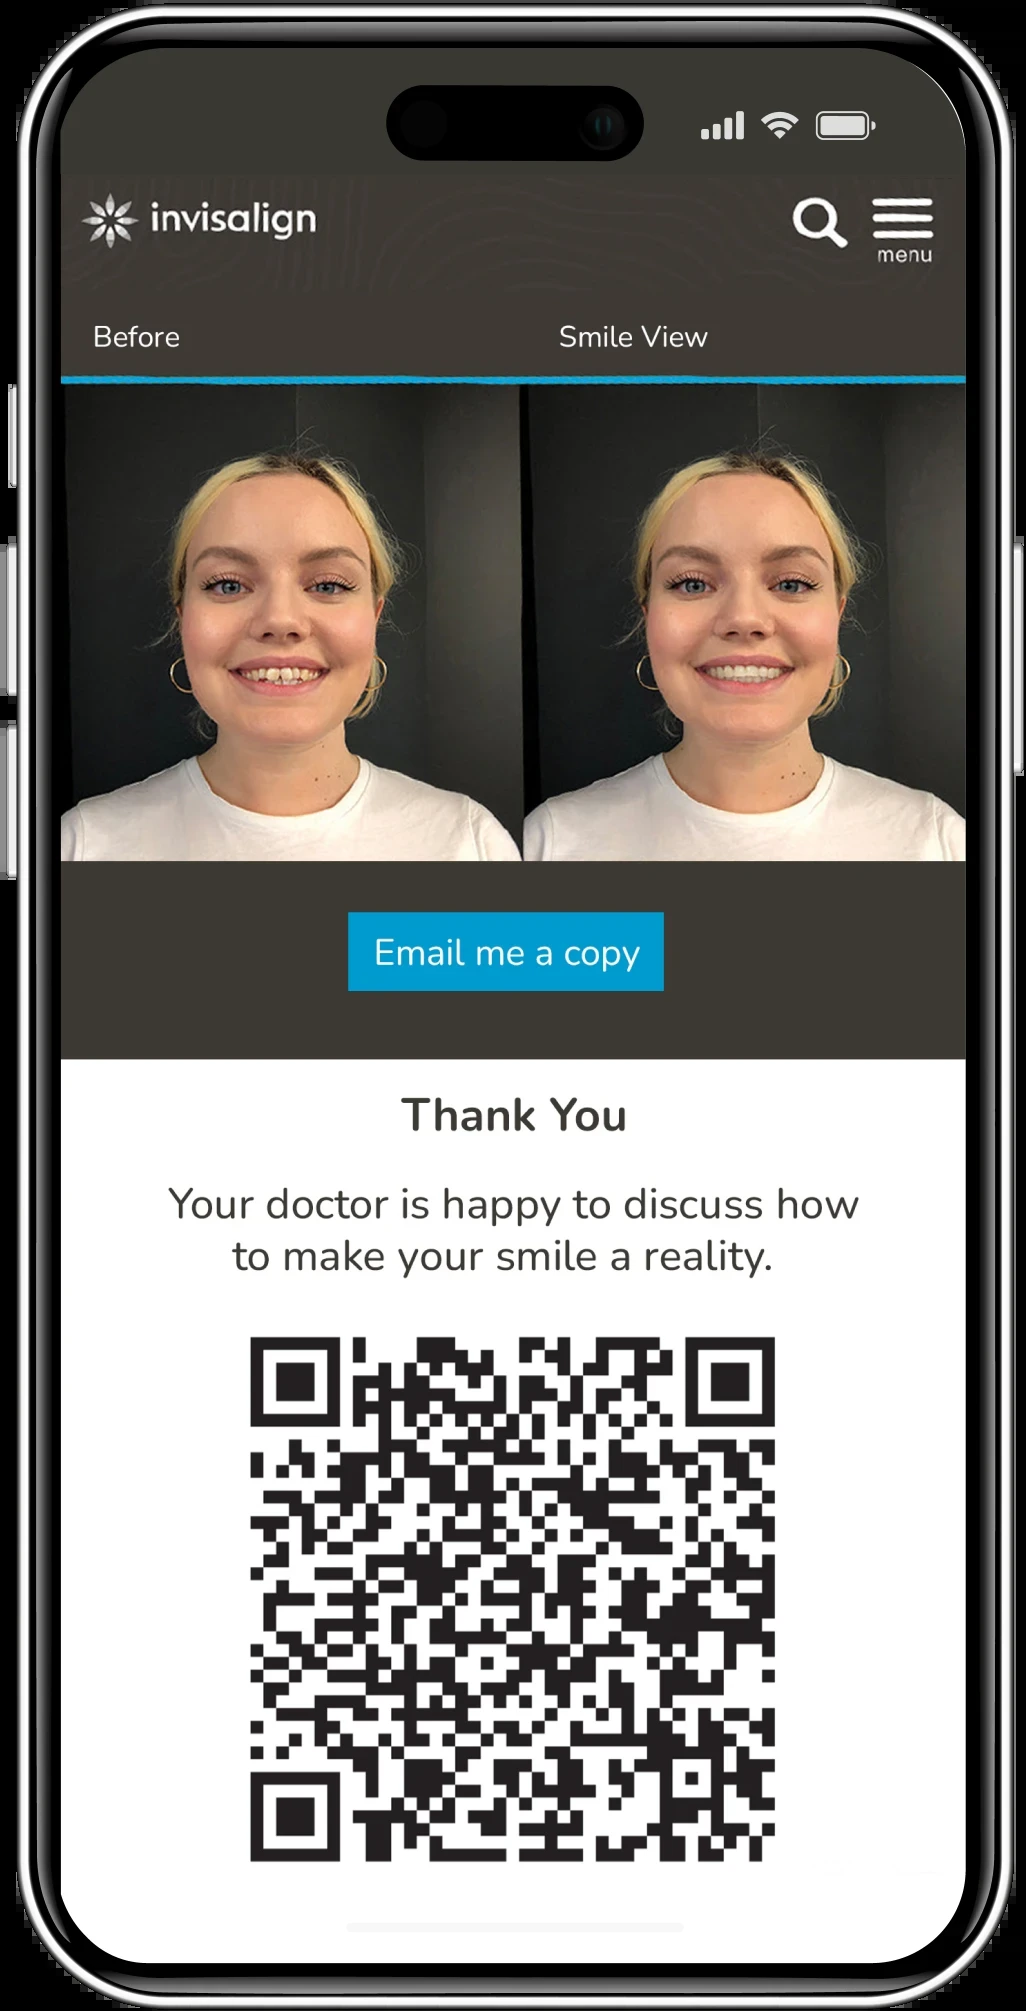 invisalign
menu
Before
Smile View
Email me a copy
Thank You
Your doctor is happy to discuss how
to make your smile a reality.